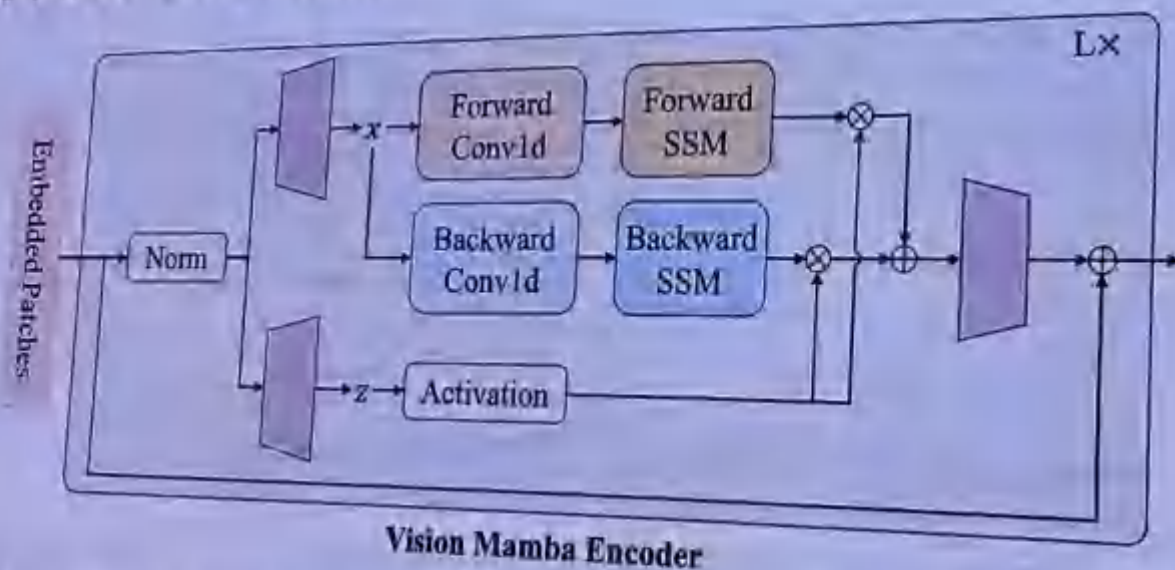 L×
Embedded Patches
Norm
x
Forward
Conv1d
Forward
SSM
Backward
Conv1d
Backward
SSM
z
Activation
Vision Mamba Encoder